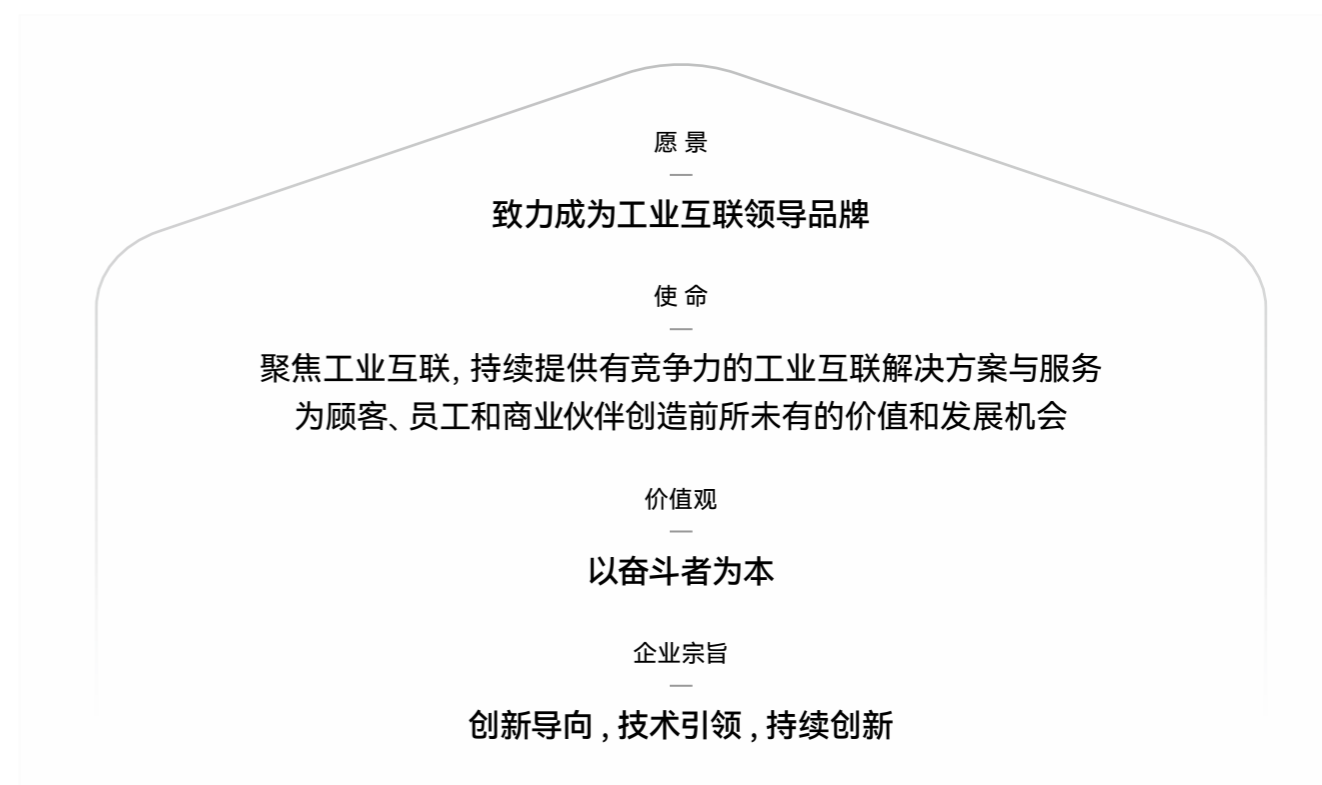 愿 景
致力成为工业互联领导品牌
使 命
聚焦工业互联, 持续提供有竞争力的工业互联解决方案与服务
为顾客、员工和商业伙伴创造前所未有的价值和发展机会
价值观
以奋斗者为本
企业宗旨
创新导向 , 技术引领 , 持续创新